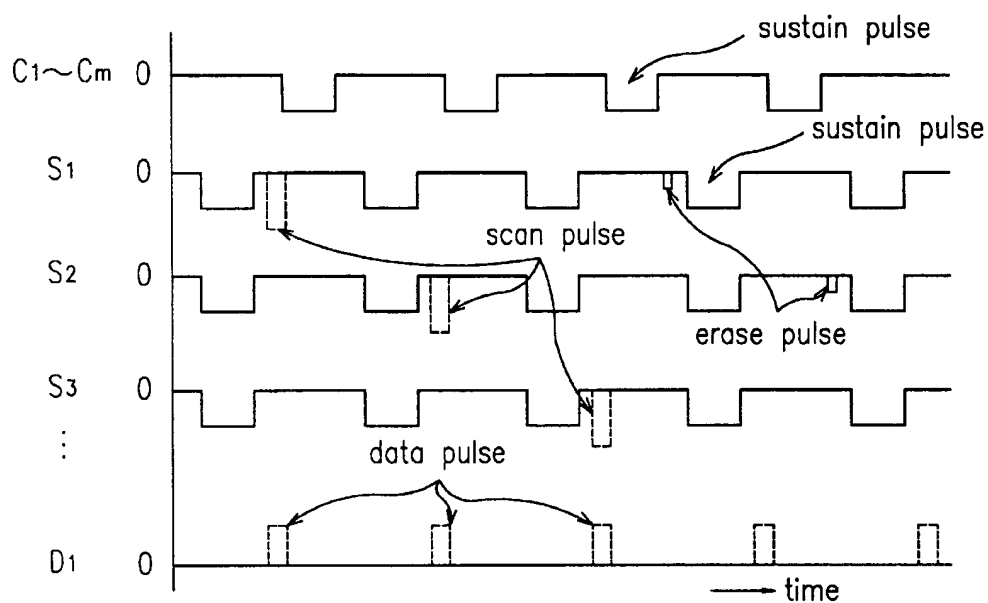 sustain pulse
C1~Cm 0
sustain pulse
S1 0
scan pulse
S2 0
erase pulse
S3 0
⋮
data pulse
D1 0
time